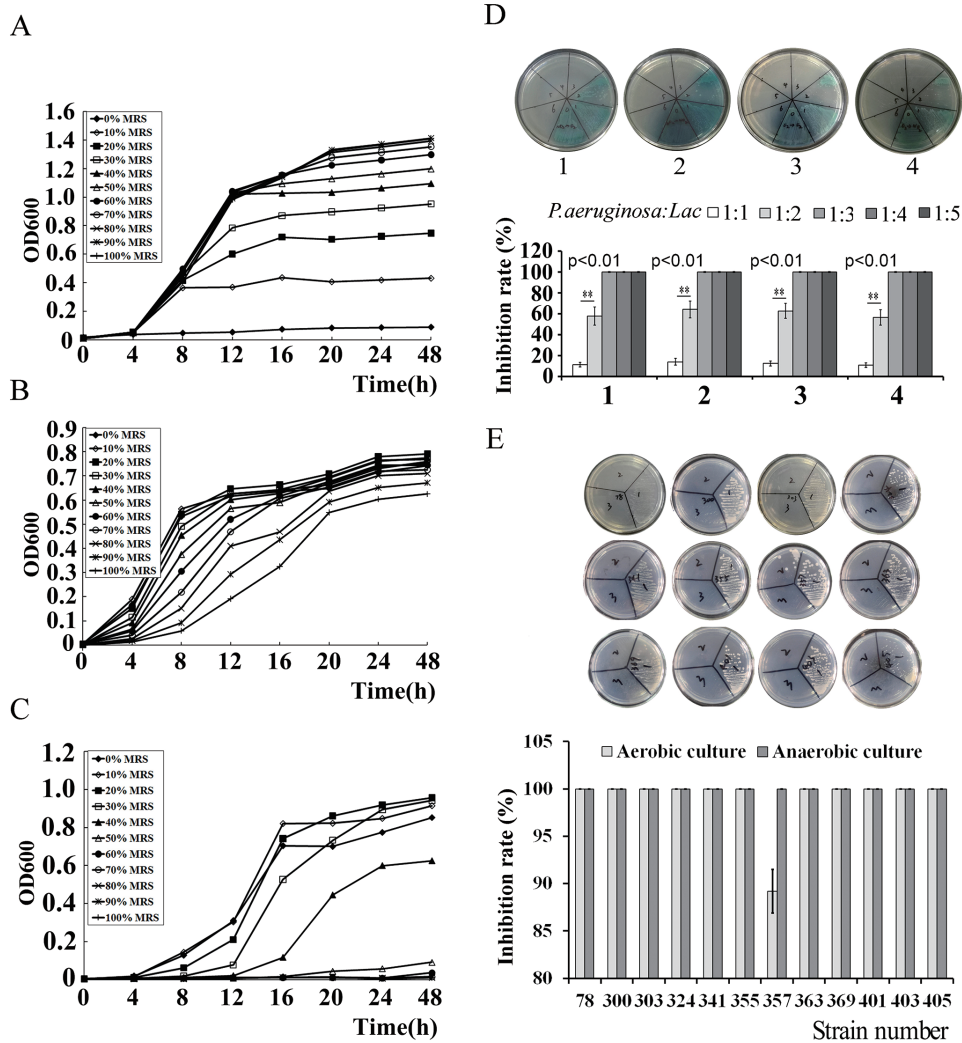 A
OD600
1.6
1.4
1.2
1.0
0.8
0.6
0.4
0.2
0
0% MRS
10% MRS
20% MRS
30% MRS
40% MRS
50% MRS
60% MRS
70% MRS
80% MRS
90% MRS
100% MRS
0 4 8 12 16 20 24 48
Time(h)
B
OD600
0.9
0.8
0.7
0.6
0.5
0.4
0.3
0.2
0.1
0
0% MRS
10% MRS
20% MRS
30% MRS
40% MRS
50% MRS
60% MRS
70% MRS
80% MRS
90% MRS
100% MRS
0 4 8 12 16 20 24 48
Time(h)
C
OD600
1.2
1.0
0.8
0.6
0.4
0.2
0
0% MRS
10% MRS
20% MRS
30% MRS
40% MRS
50% MRS
60% MRS
70% MRS
80% MRS
90% MRS
100% MRS
0 4 8 12 16 20 24 48
Time(h)
D
1 2 3 4
P.aeruginosa:Lac 1:1 1:2 1:3 1:4 1:5
Inhibition rate (%)
120
100
80
60
40
20
0
p<0.01 p<0.01 p<0.01 p<0.01
** ** ** **
1 2 3 4
E
Inhibition rate (%)
105
100
95
90
85
80
Aerobic culture Anaerobic culture
78 300 303 324 341 355 357 363 369 401 403 405
Strain number